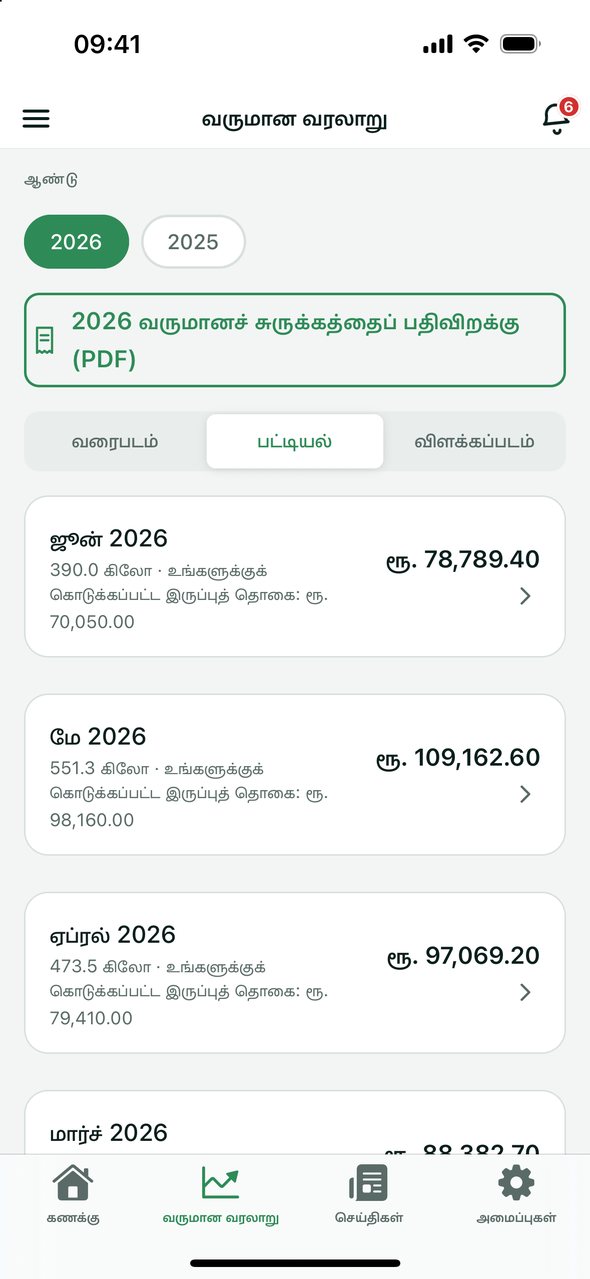 09:41
வருமான வரலாறு
6
ஆண்டு
2026
2025
2026 வருமானச் சுருக்கத்தைப் பதிவிறக்கு
(PDF)
வரைபடம்
பட்டியல்
விளக்கப்படம்
ஜூன் 2026
390.0 கிலோ · உங்களுக்குக்
கொடுக்கப்பட்ட இருப்புத் தொகை: ரூ.
70,050.00
ரூ. 78,789.40
மே 2026
551.3 கிலோ · உங்களுக்குக்
கொடுக்கப்பட்ட இருப்புத் தொகை: ரூ.
98,160.00
ரூ. 109,162.60
ஏப்ரல் 2026
473.5 கிலோ · உங்களுக்குக்
கொடுக்கப்பட்ட இருப்புத் தொகை: ரூ.
79,410.00
ரூ. 97,069.20
மார்ச் 2026
ரூ. 88,382.70
கணக்கு
வருமான வரலாறு
செய்திகள்
அமைப்புகள்